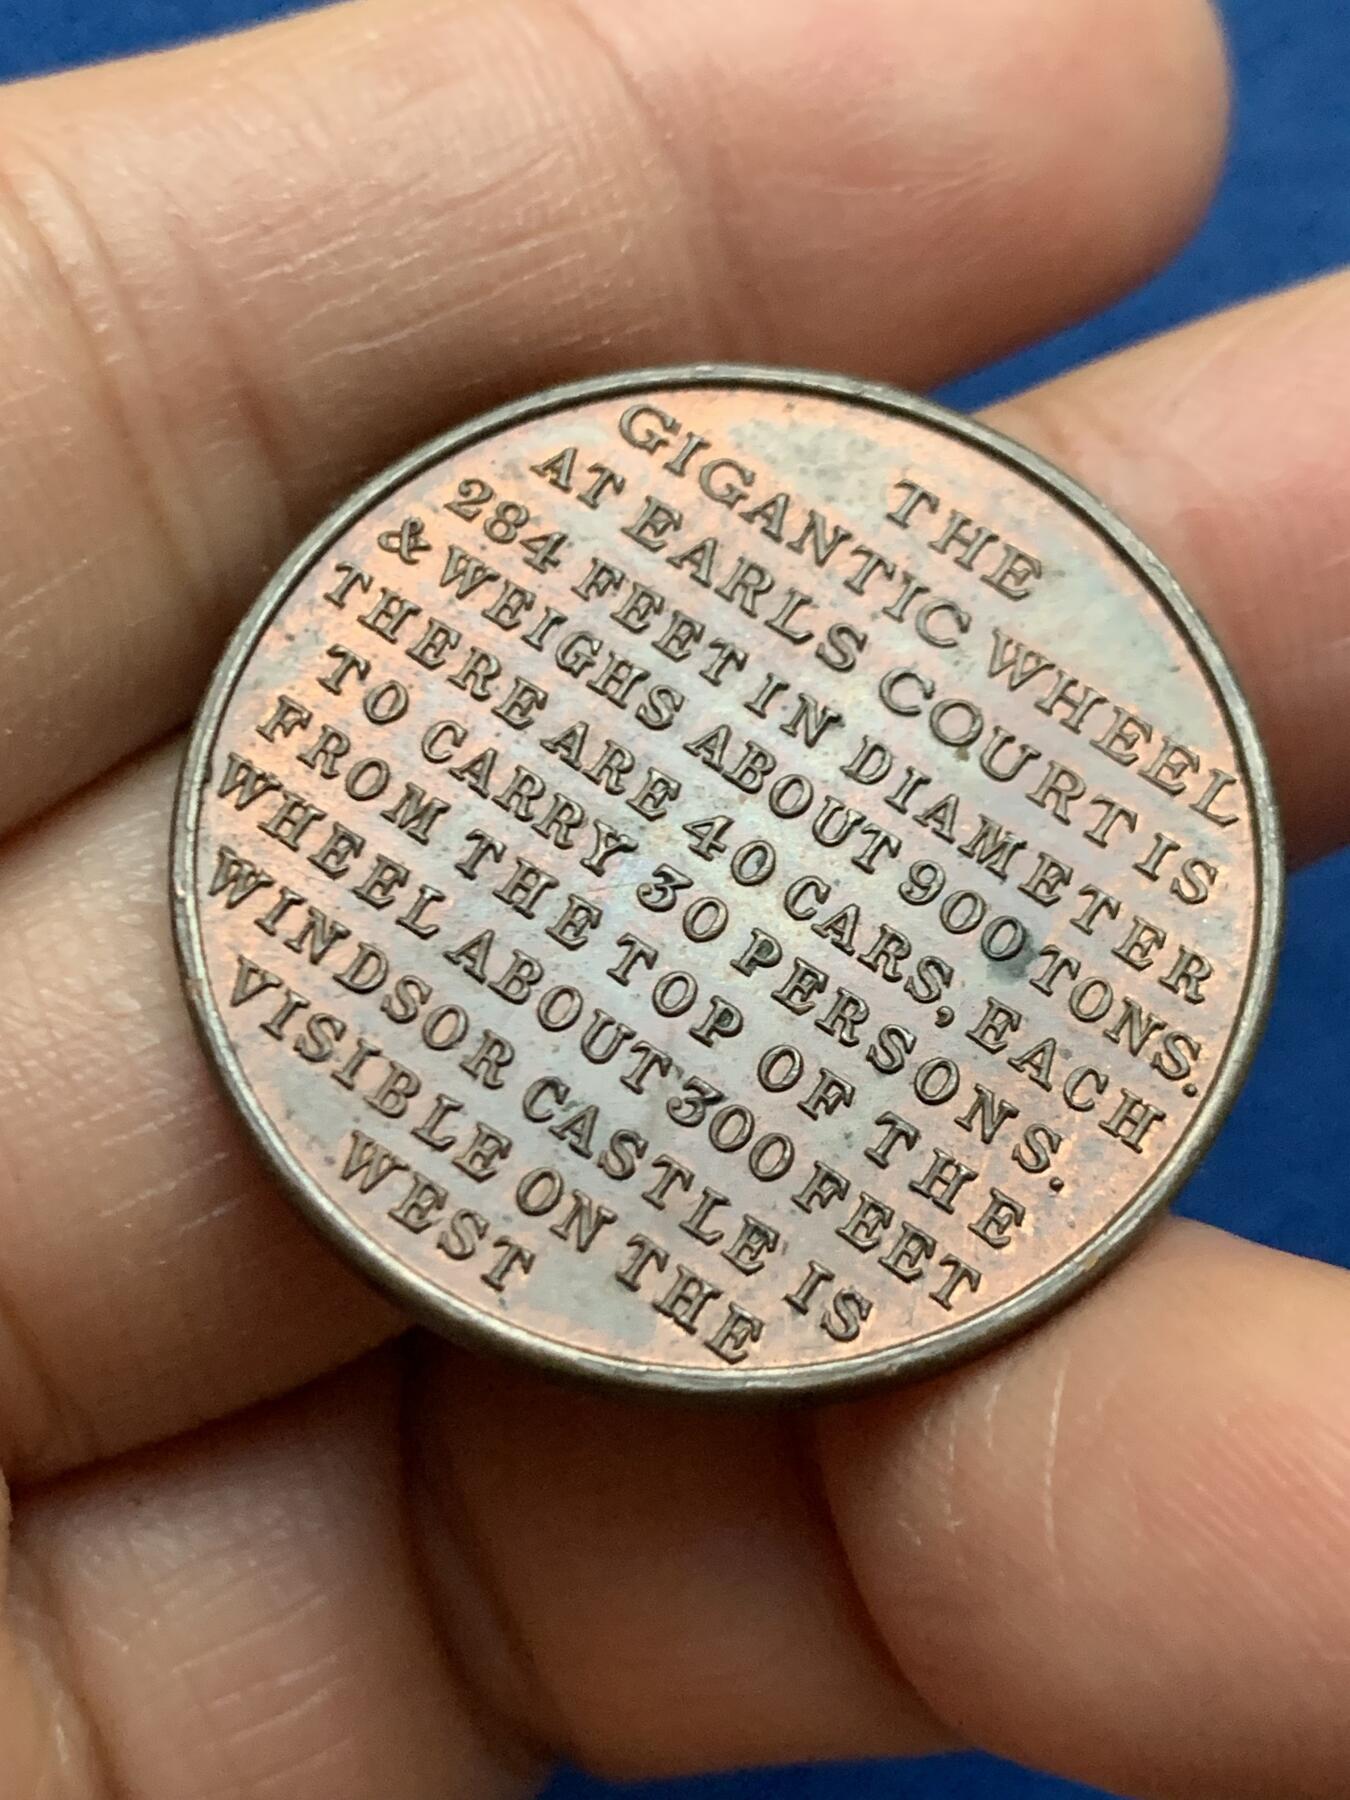 THE
GIGANTIC WHEEL
AT EARLS COURT IS
284 FEET IN DIAMETER
& WEIGHS ABOUT 900 TONS.
THERE ARE 40 CARS, EACH
TO CARRY 30 PERSONS.
FROM THE TOP OF THE
WHEEL ABOUT 300 FEET
WINDSOR CASTLE IS
VISIBLE ON THE
WEST